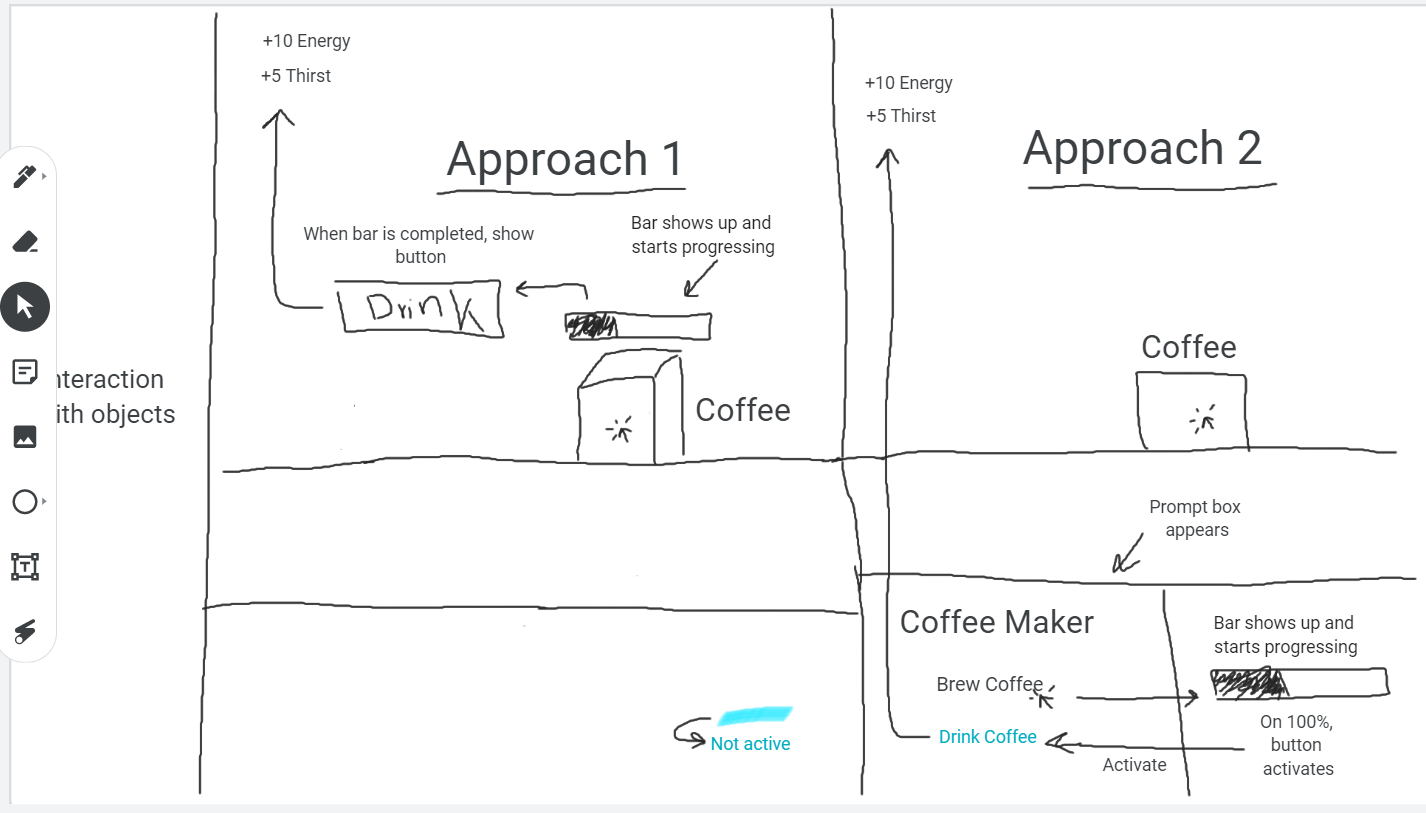 nteraction
ith objects
+10 Energy
+5 Thirst
Approach 1
When bar is completed, show
button
Bar shows up and
starts progressing
Drink
Coffee
Not active
+10 Energy
+5 Thirst
Approach 2
Coffee
Prompt box
appears
Coffee Maker
Brew Coffee
Drink Coffee
Bar shows up and
starts progressing
On 100%,
button
activates
Activate